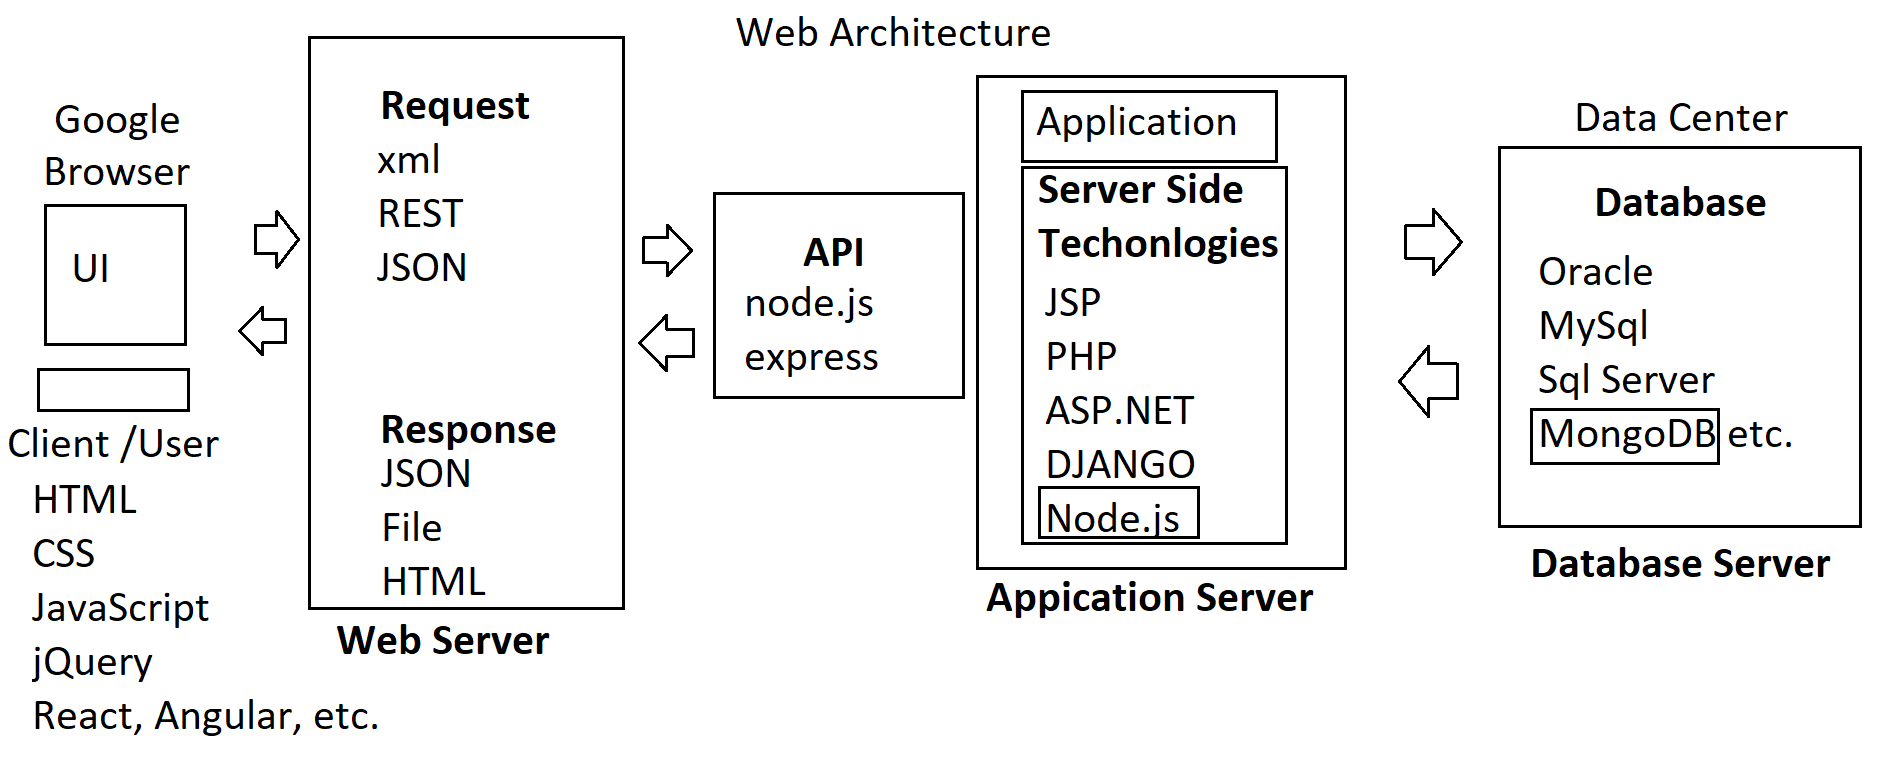 Web Architecture
Google
Browser
UI
Client /User
HTML
CSS
JavaScript
jQuery
React, Angular, etc.
Request
xml
REST
JSON
Response
JSON
File
HTML
Web Server
API
node.js
express
Application
Server Side
Techonlogies
JSP
PHP
ASP.NET
DJANGO
Node.js
Appication Server
Data Center
Database
Oracle
MySql
Sql Server
MongoDB etc.
Database Server